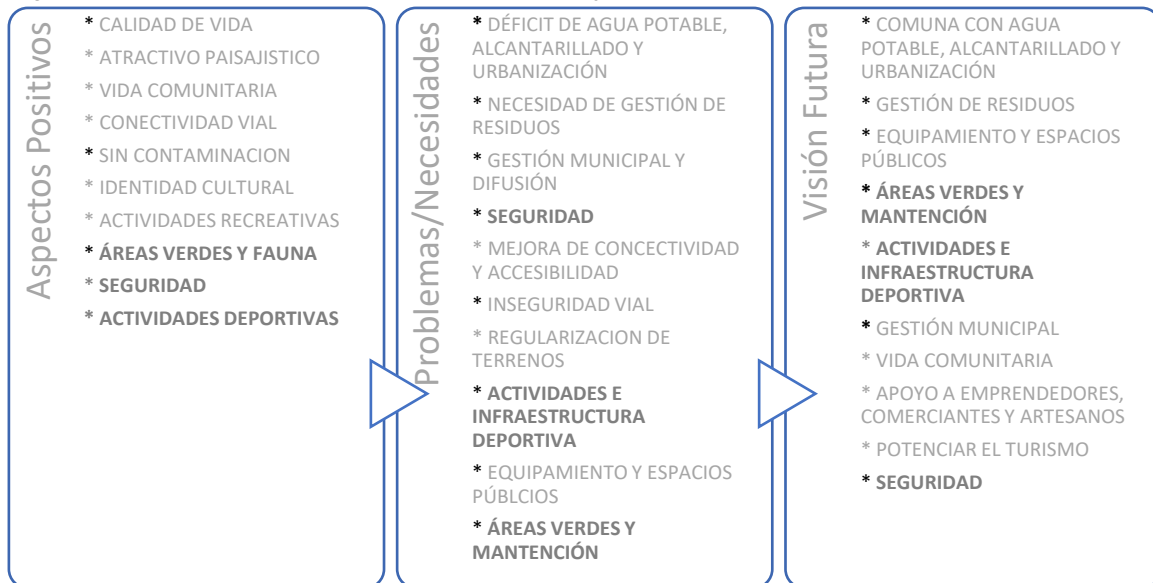 Aspectos Positivos
* CALIDAD DE VIDA
* ATRACTIVO PAISAJISTICO
* VIDA COMUNITARIA
* CONECTIVIDAD VIAL
* SIN CONTAMINACION
* IDENTIDAD CULTURAL
* ACTIVIDADES RECREATIVAS
* ÁREAS VERDES Y FAUNA
* SEGURIDAD
* ACTIVIDADES DEPORTIVAS
Problemas/Necesidades
* DÉFICIT DE AGUA POTABLE,
ALCANTARILLADO Y
URBANIZACIÓN
* NECESIDAD DE GESTIÓN DE
RESIDUOS
* GESTIÓN MUNICIPAL Y
DIFUSIÓN
* SEGURIDAD
* MEJORA DE CONCECTIVIDAD
Y ACCESIBILIDAD
* INSEGURIDAD VIAL
* REGULARIZACION DE
TERRENOS
* ACTIVIDADES E
INFRAESTRUCTURA
DEPORTIVA
* EQUIPAMIENTO Y ESPACIOS
PÚBLCIOS
* ÁREAS VERDES Y
MANTENCIÓN
Visión Futura
* COMUNA CON AGUA
POTABLE, ALCANTARILLADO Y
URBANIZACIÓN
* GESTIÓN DE RESIDUOS
* EQUIPAMIENTO Y ESPACIOS
PÚBLICOS
* ÁREAS VERDES Y
MANTENCIÓN
* ACTIVIDADES E
INFRAESTRUCTURA
DEPORTIVA
* GESTIÓN MUNICIPAL
* VIDA COMUNITARIA
* APOYO A EMPRENDEDORES,
COMERCIANTES Y ARTESANOS
* POTENCIAR EL TURISMO
* SEGURIDAD